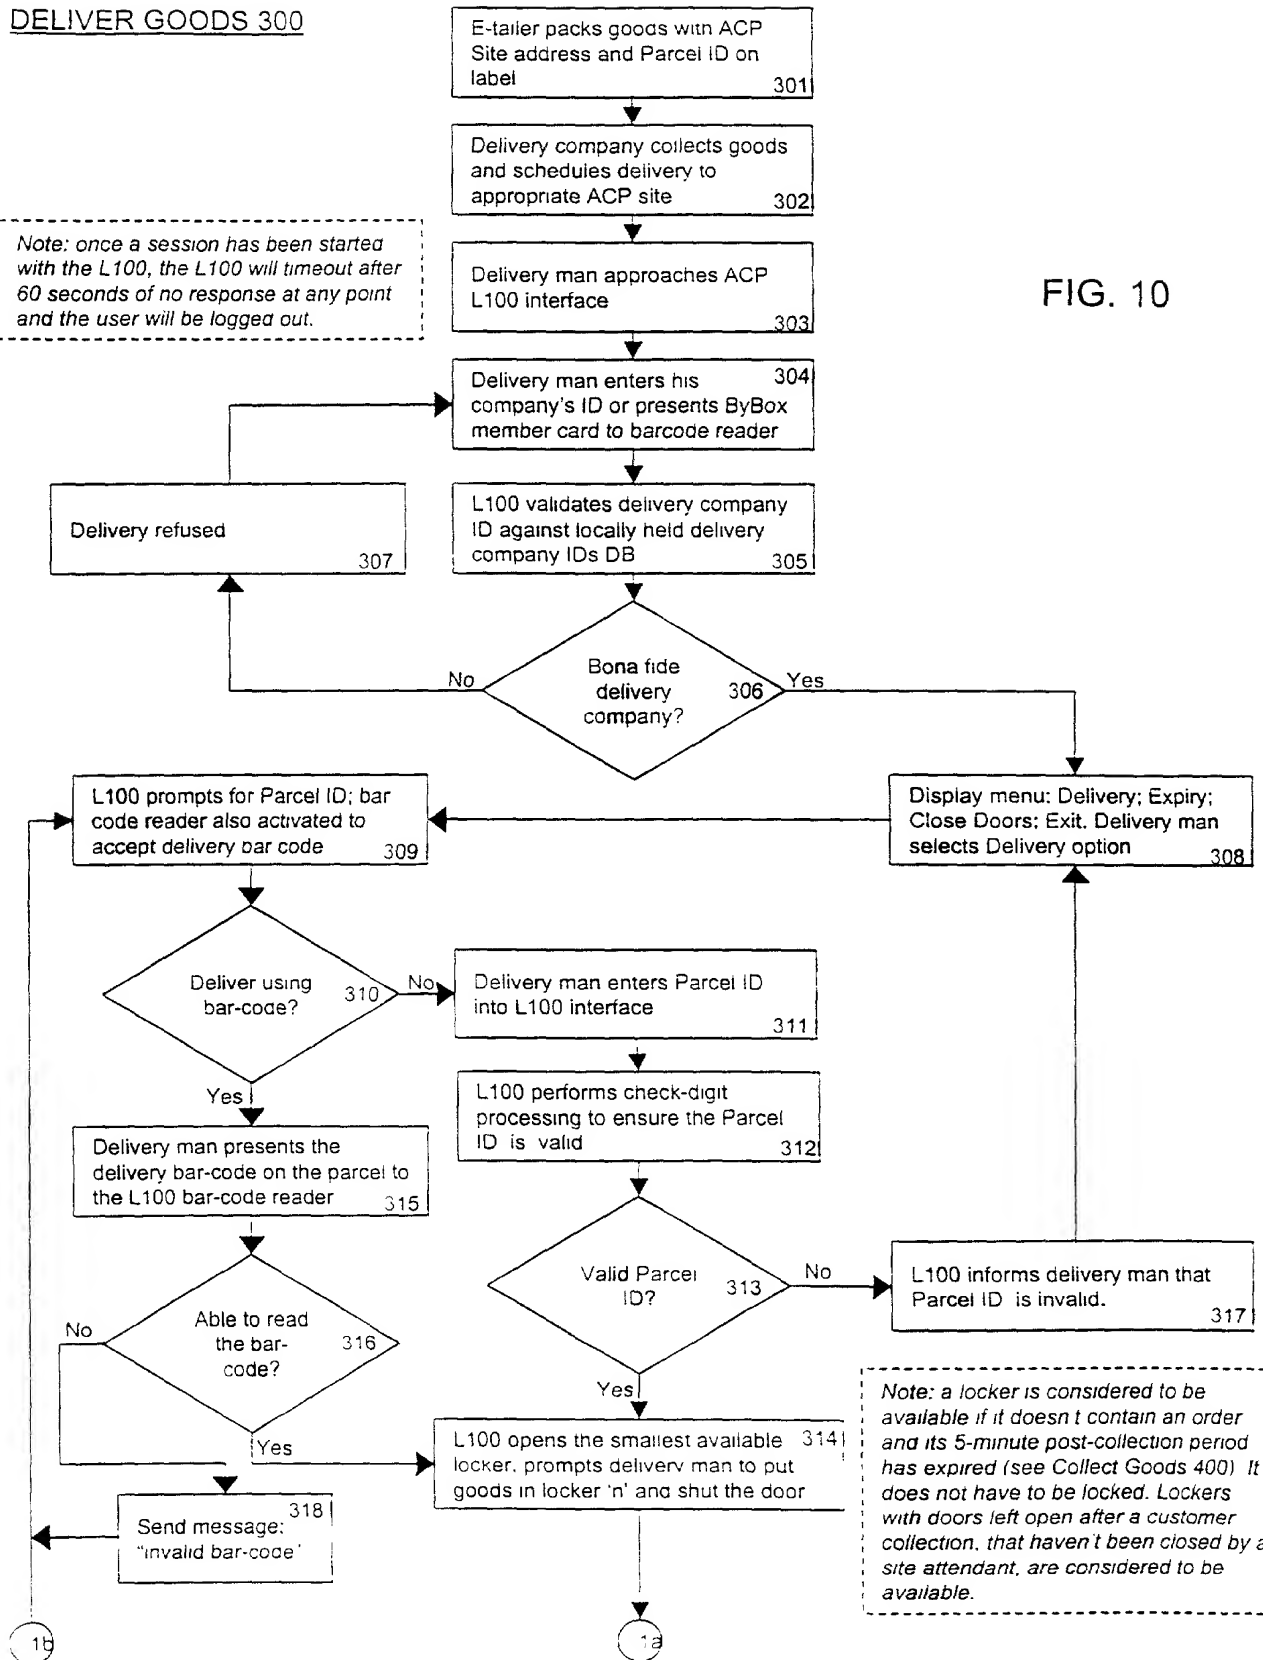 DELIVER GOODS 300
E-tailer packs goods with ACP
Site address and Parcel ID on
label
301
Delivery company collects goods
and schedules delivery to
appropriate ACP site
302
Note: once a session has been started
with the L100, the L100 will timeout after
60 seconds of no response at any point
and the user will be logged out.
Delivery man approaches ACP
L100 interface
303
FIG. 10
Delivery man enters his 304
company's ID or presents ByBox
member card to barcode reader
Delivery refused
307
L100 validates delivery company
ID against locally held delivery
company IDs DB
305
No
Bona fide
delivery
company?
306
Yes
L100 prompts for Parcel ID; bar
code reader also activated to
accept delivery bar code
309
Display menu: Delivery; Expiry;
Close Doors; Exit. Delivery man
selects Delivery option
308
Deliver using
bar-code?
310
No
Delivery man enters Parcel ID
into L100 interface
311
Yes
L100 performs check-digit
processing to ensure the Parcel
ID is valid
312
Delivery man presents the
delivery bar-code on the parcel to
the L100 bar-code reader
315
Valid Parcel
ID?
313
No
L100 informs delivery man that
Parcel ID is invalid.
317
No
Able to read
the bar-
code?
316
Yes
Yes
L100 opens the smallest available 314
locker, prompts delivery man to put
goods in locker 'n' and shut the door
Note: a locker is considered to be
available if it doesn t contain an order
and its 5-minute post-collection period
has expired (see Collect Goods 400) It
does not have to be locked. Lockers
with doors left open after a customer
collection, that haven't been closed by a
site attendant, are considered to be
available.
Send message: 318
"invalid bar-code'
1b
1a